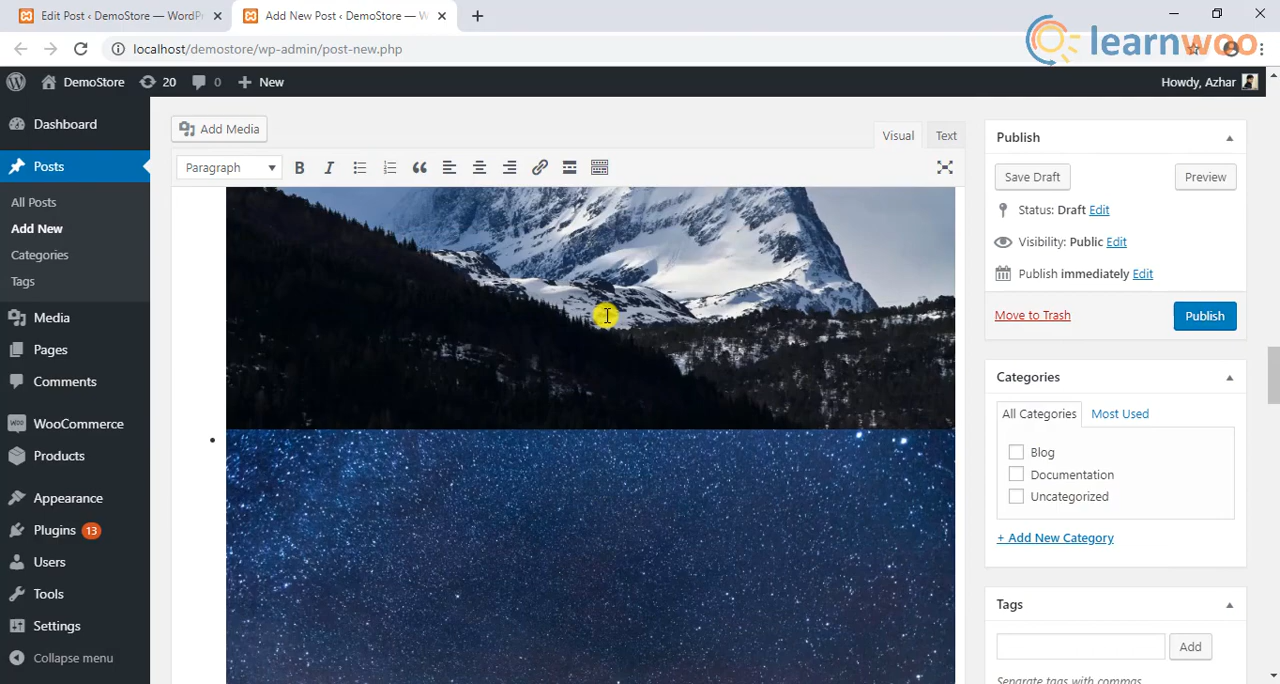 Edit Post ‹ DemoStore — WordPr
Add New Post ‹ DemoStore — W
learnwoo
localhost/demostore/wp-admin/post-new.php
DemoStore
20
0
New
Howdy, Azhar
Dashboard
Posts
All Posts
Add New
Categories
Tags
Media
Pages
Comments
WooCommerce
Products
Appearance
Plugins 13
Users
Tools
Settings
Collapse menu
Add Media
Visual
Text
Paragraph
B
I
Publish
Save Draft
Preview
Status: Draft Edit
Visibility: Public Edit
Publish immediately Edit
Move to Trash
Publish
Categories
All Categories
Most Used
Blog
Documentation
Uncategorized
+ Add New Category
Tags
Add
Separate tags with commas